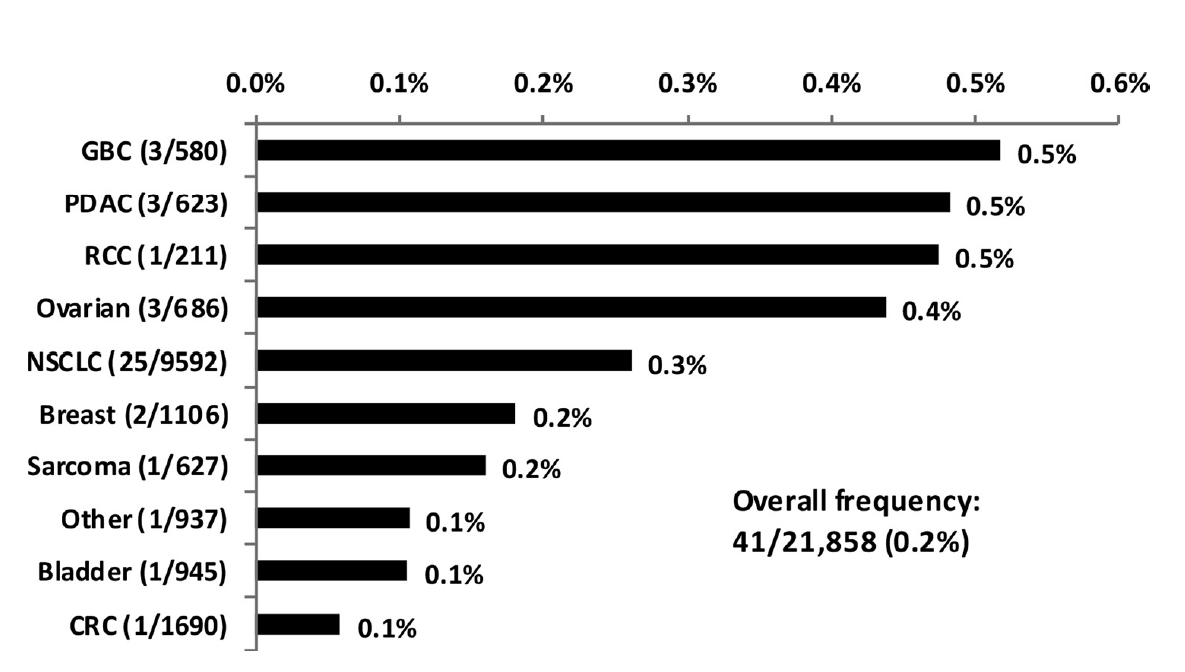 0.0% 0.1% 0.2% 0.3% 0.4% 0.5% 0.6%
GBC (3/580) 0.5%
PDAC (3/623) 0.5%
RCC (1/211) 0.5%
Ovarian (3/686) 0.4%
NSCLC (25/9592) 0.3%
Breast (2/1106) 0.2%
Sarcoma (1/627) 0.2%
Overall frequency:
Other (1/937) 0.1%
41/21,858 (0.2%)
Bladder (1/945) 0.1%
CRC (1/1690) 0.1%